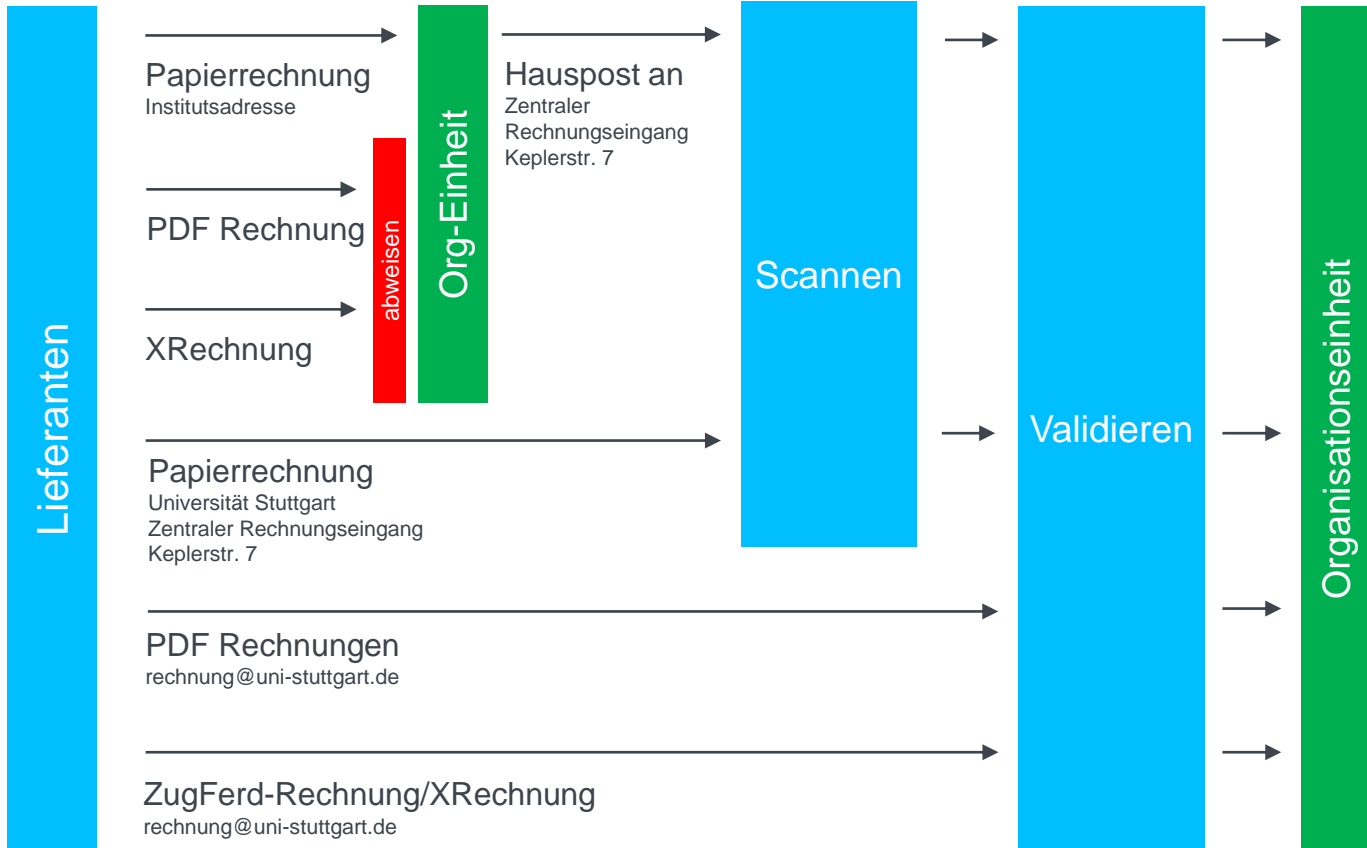 Lieferanten
Papierrechnung
Institutsadresse
PDF Rechnung
XRechnung
abweisen
Org-Einheit
Hauspost an
Zentraler
Rechnungseingang
Keplerstr. 7
Papierrechnung
Universität Stuttgart
Zentraler Rechnungseingang
Keplerstr. 7
PDF Rechnungen
rechnung@uni-stuttgart.de
ZugFerd-Rechnung/XRechnung
rechnung@uni-stuttgart.de
Scannen
Validieren
Organisationseinheit